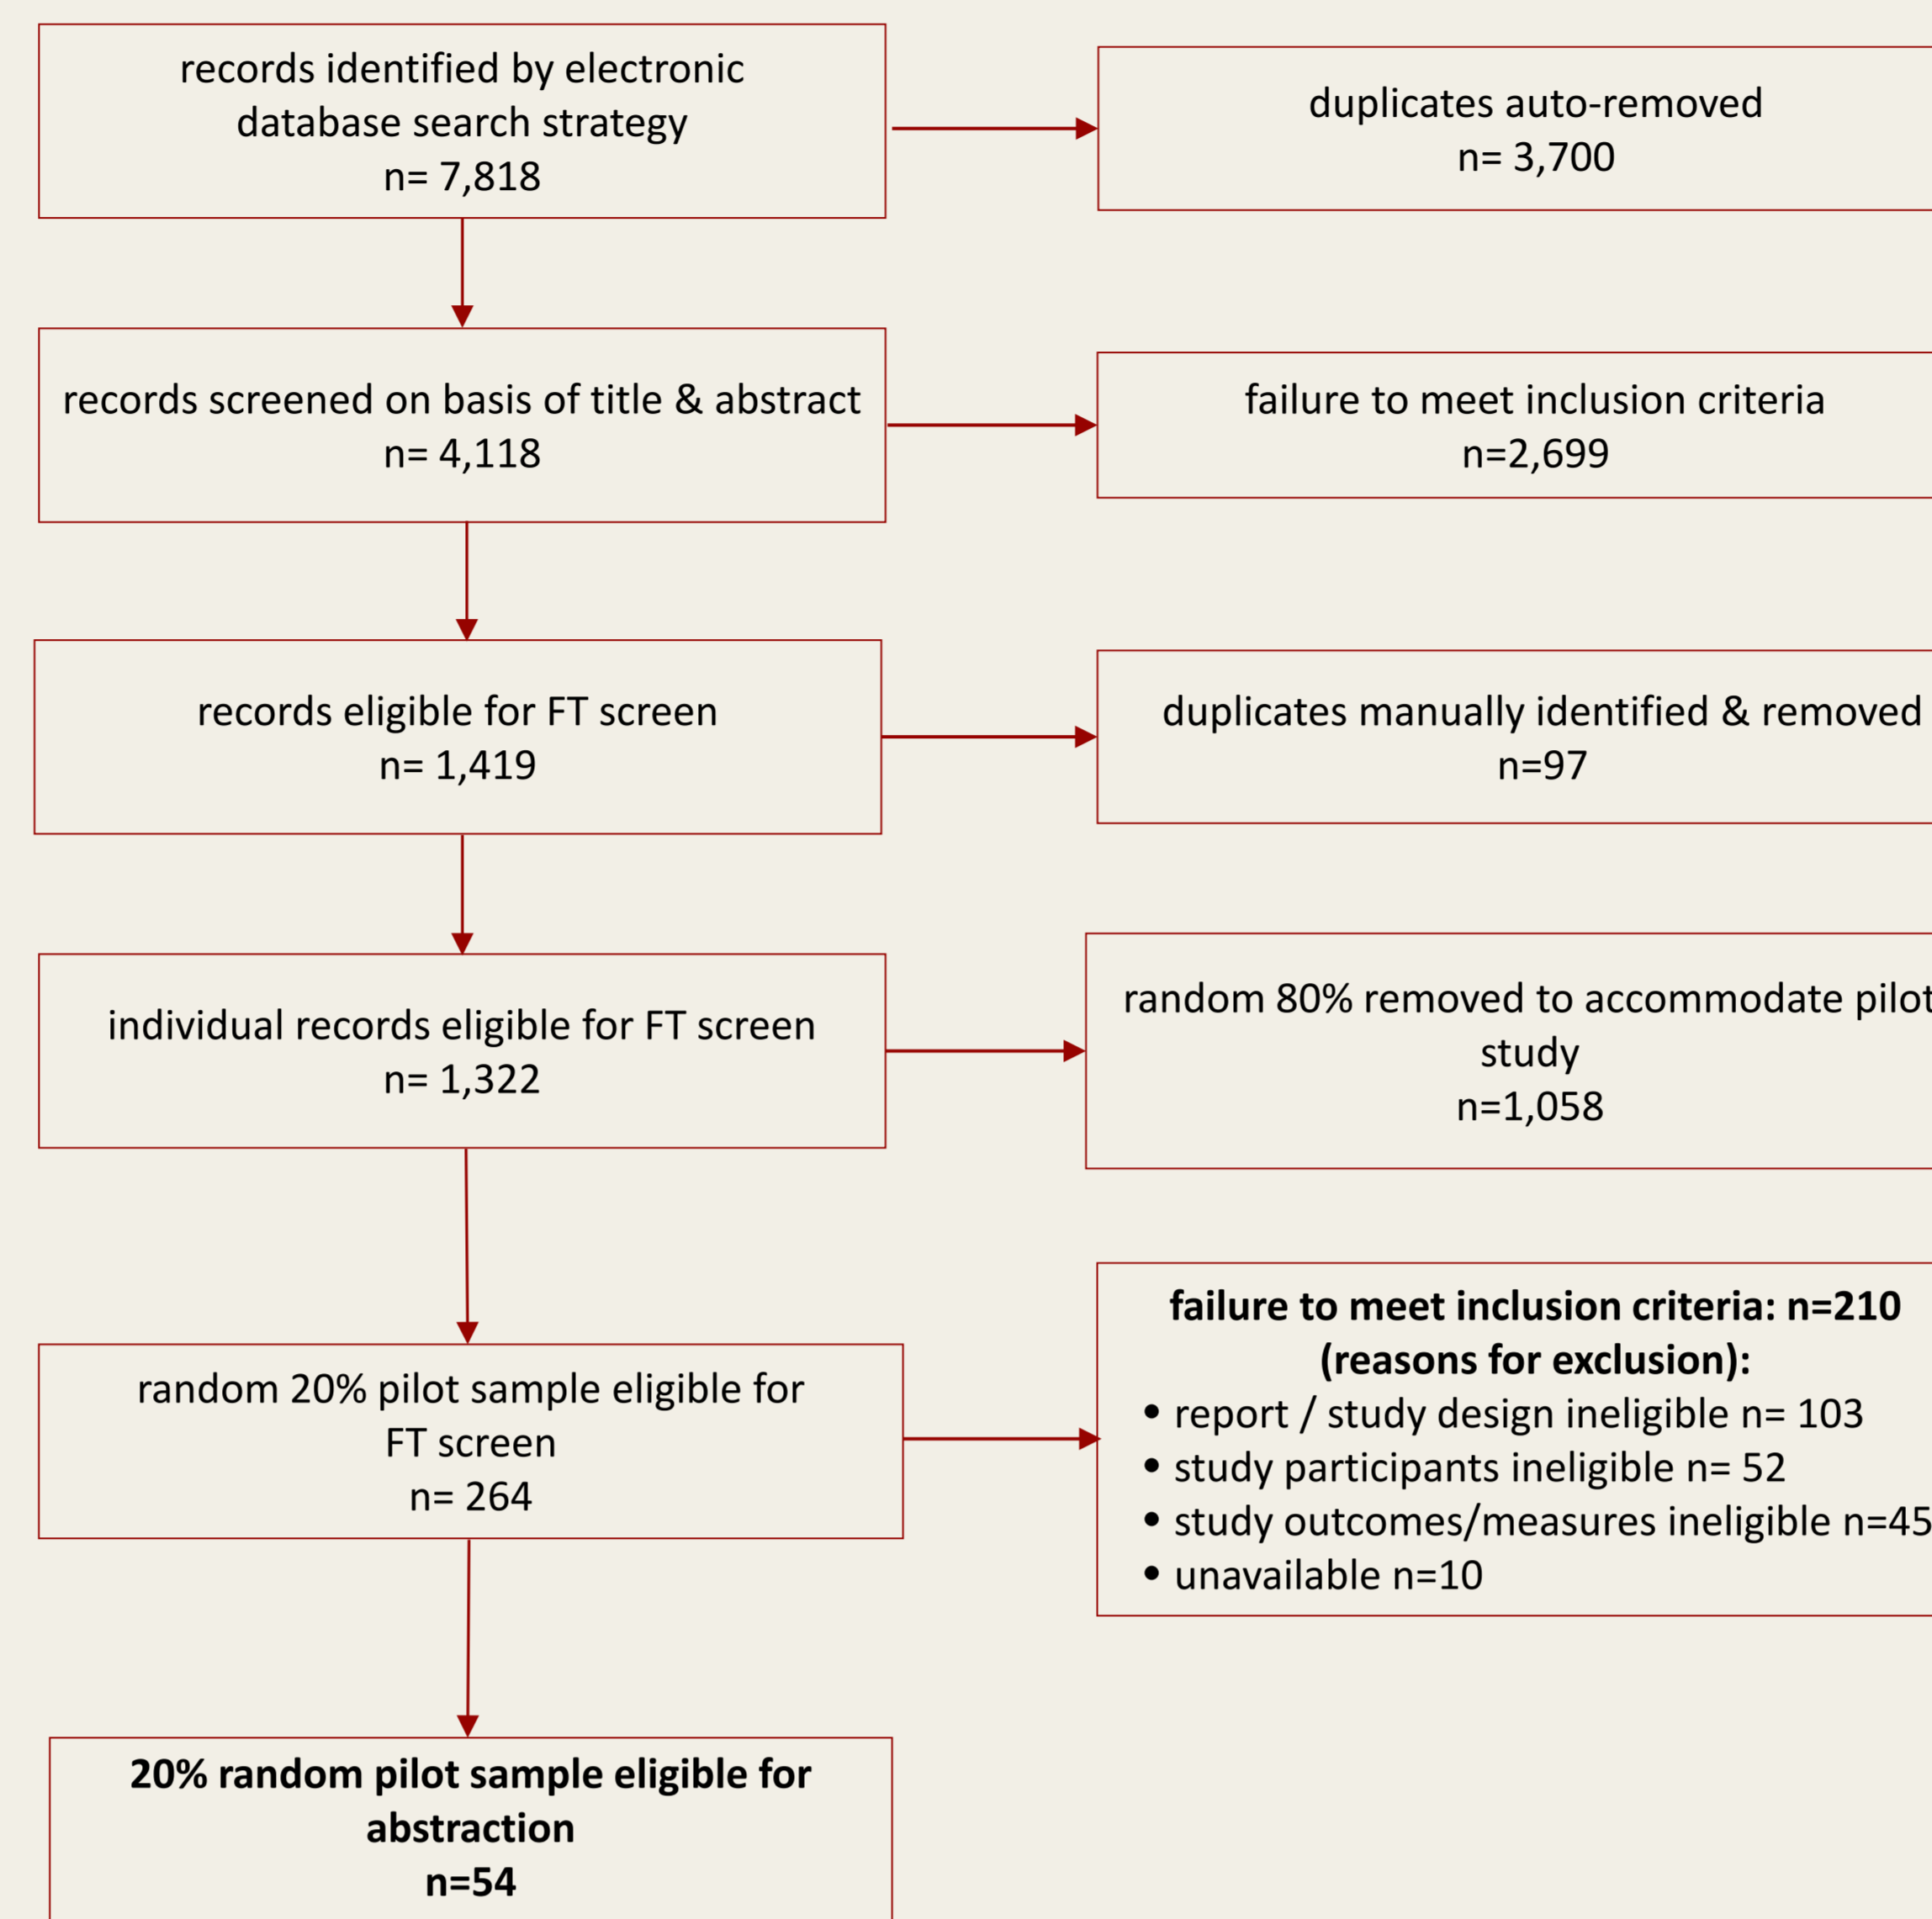 records identified by electronic
database search strategy
n= 7,818
duplicates auto-removed
n= 3,700
records screened on basis of title & abstract
n= 4,118
failure to meet inclusion criteria
n=2,699
records eligible for FT screen
n= 1,419
duplicates manually identified & removed
n=97
individual records eligible for FT screen
n= 1,322
random 80% removed to accommodate pilot
study
n=1,058
random 20% pilot sample eligible for
FT screen
n= 264
failure to meet inclusion criteria: n=210
(reasons for exclusion):
• report / study design ineligible n= 103
• study participants ineligible n= 52
• study outcomes/measures ineligible n=45
• unavailable n=10
20% random pilot sample eligible for
abstraction
n=54